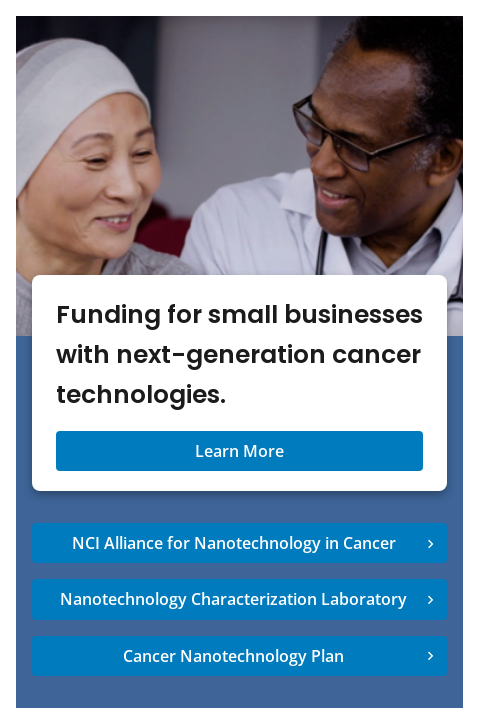 Funding for small businesses
with next-generation cancer
technologies.
Learn More
NCI Alliance for Nanotechnology in Cancer
Nanotechnology Characterization Laboratory
Cancer Nanotechnology Plan